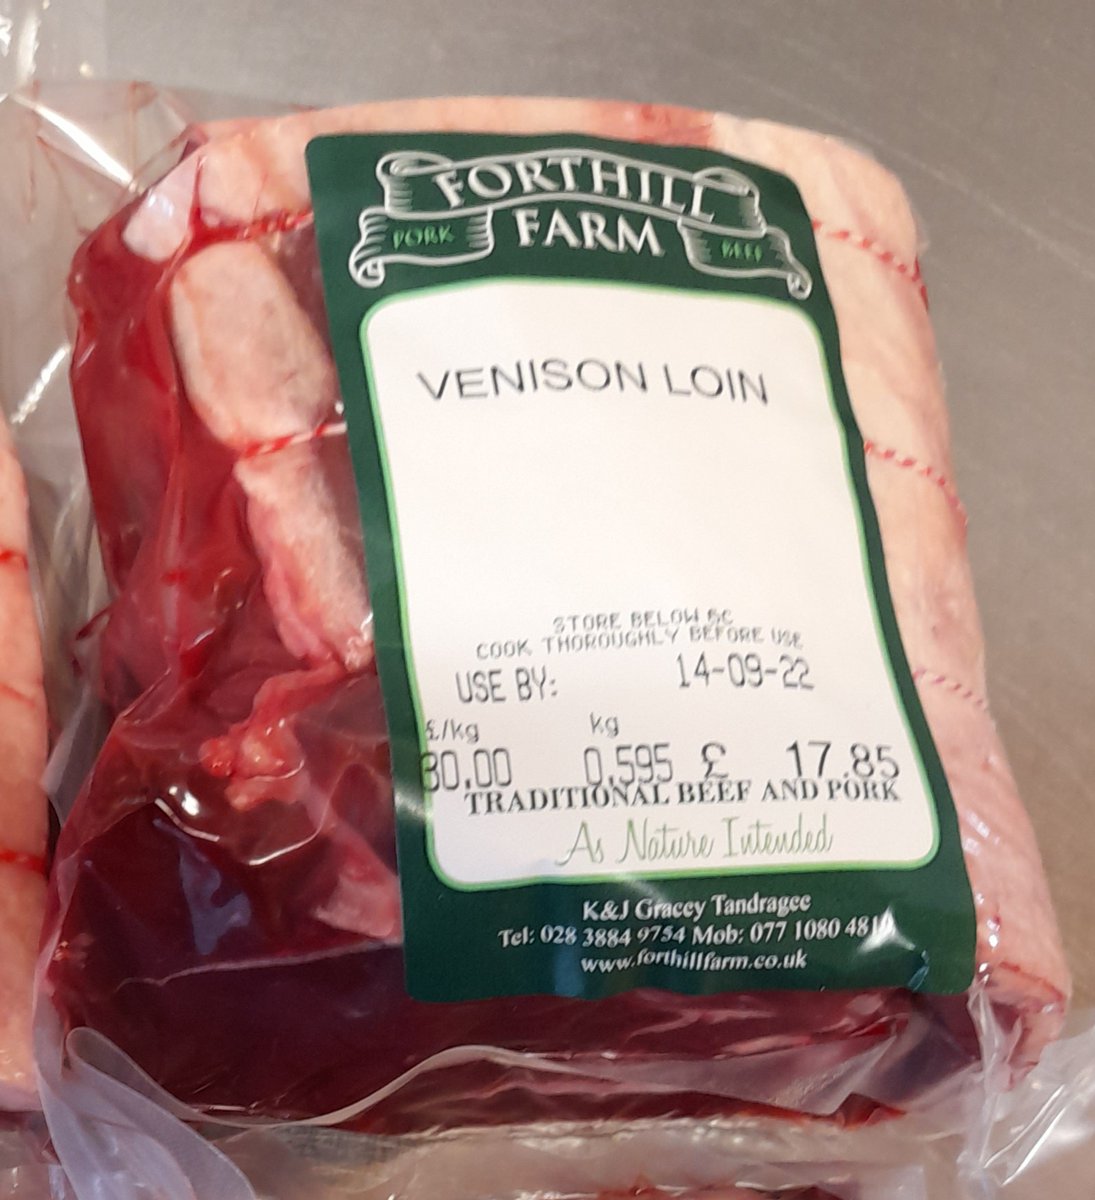 FORTHILL
FARM
PORK
BEEF
VENISON LOIN
STORE BELOW 5C
COOK THOROUGHLY BEFORE USE
USE BY: 14-09-22
£/kg kg
30.00 0.595 £ 17.85
TRADITIONAL BEEF AND PORK
As Nature Intended
K&J Gracey Tandragee
Tel: 028 3884 9754 Mob: 077 1080
www.forthillfarm.co.uk